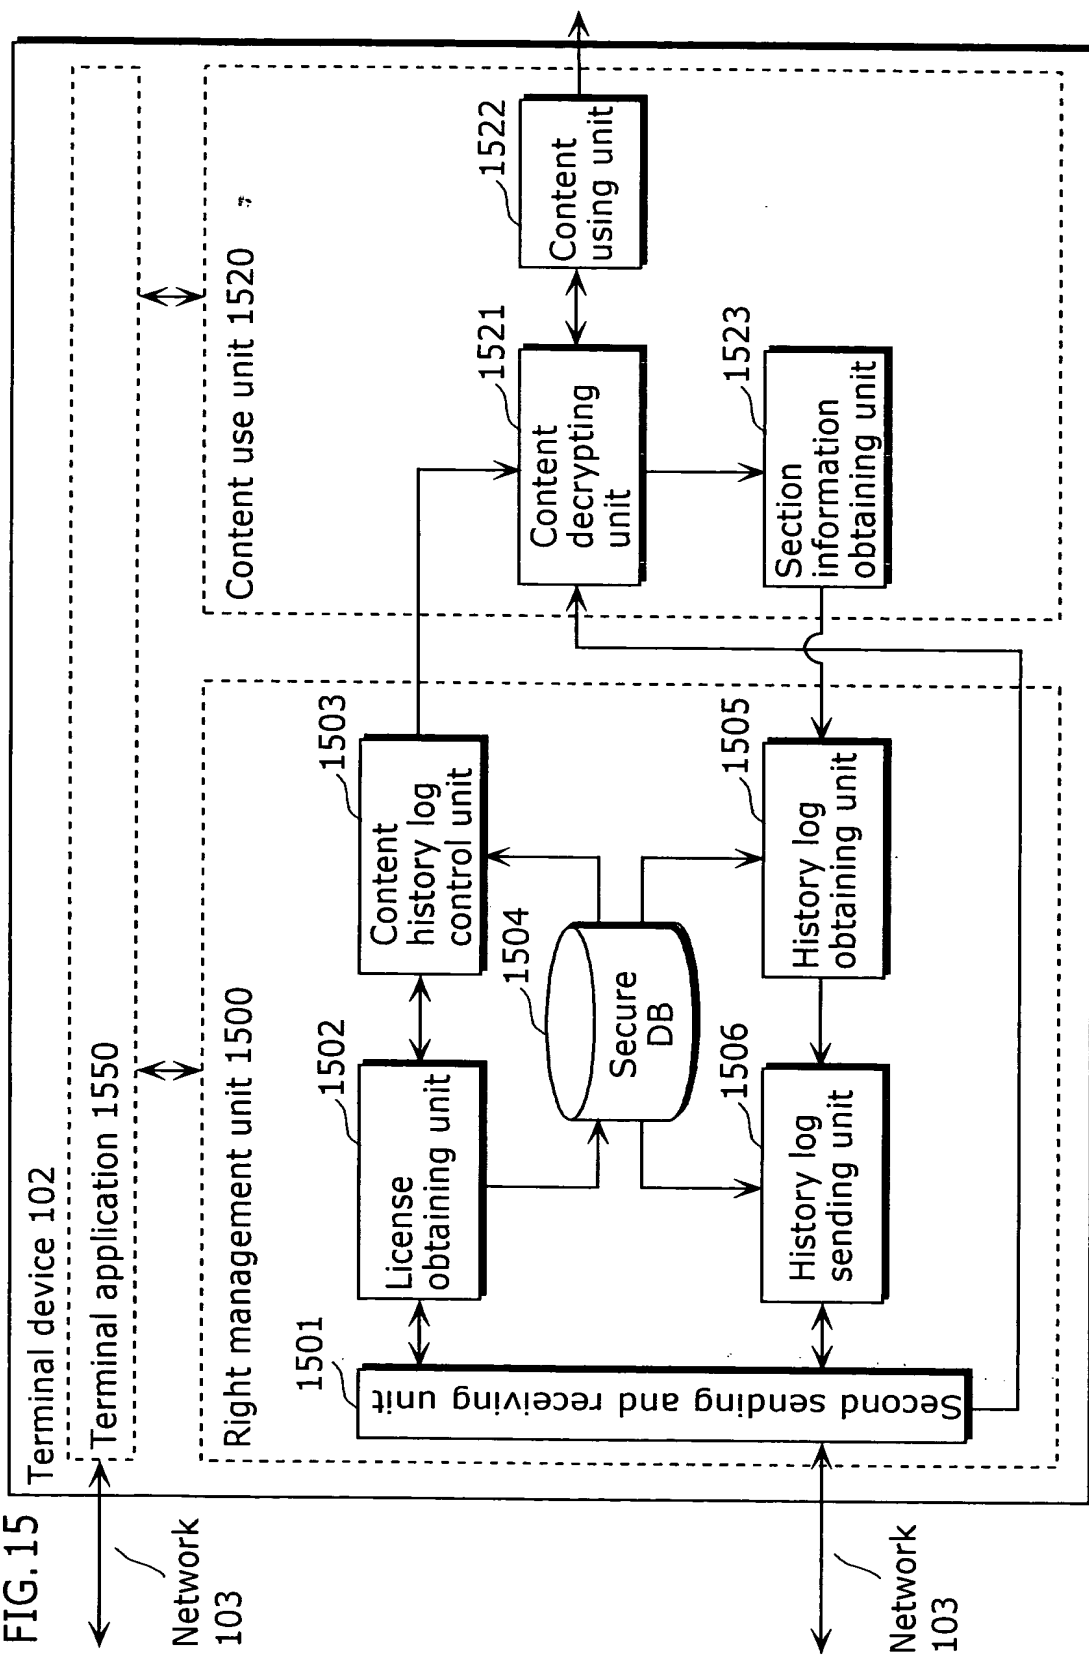 FIG. 15
Terminal device 102
Terminal application 1550
Network
103
Right management unit 1500
Content use unit 1520
1501
Second sending and receiving unit
1502
License
obtaining unit
1503
Content
history log
control unit
1504
Secure
DB
1506
History log
sending unit
1505
History log
obtaining unit
1521
Content
decrypting
unit
1522
Content
using unit
1523
Section
information
obtaining unit
Network
103